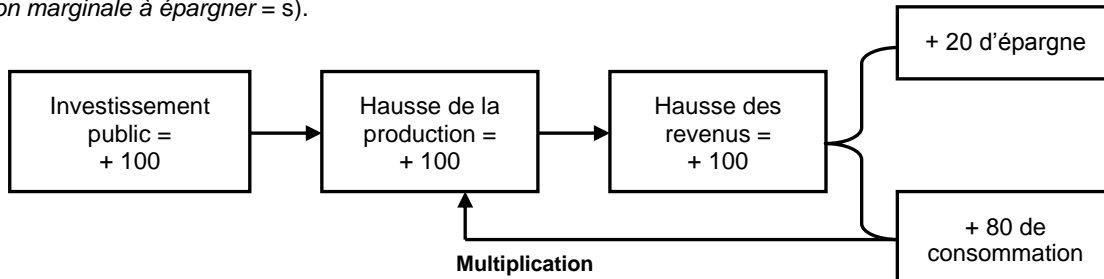 on marginale à épargner = s).
+ 20 d’épargne
Investissement
public =
+ 100
Hausse de la
production =
+ 100
Hausse des
revenus =
+ 100
+ 80 de
consommation
Multiplication